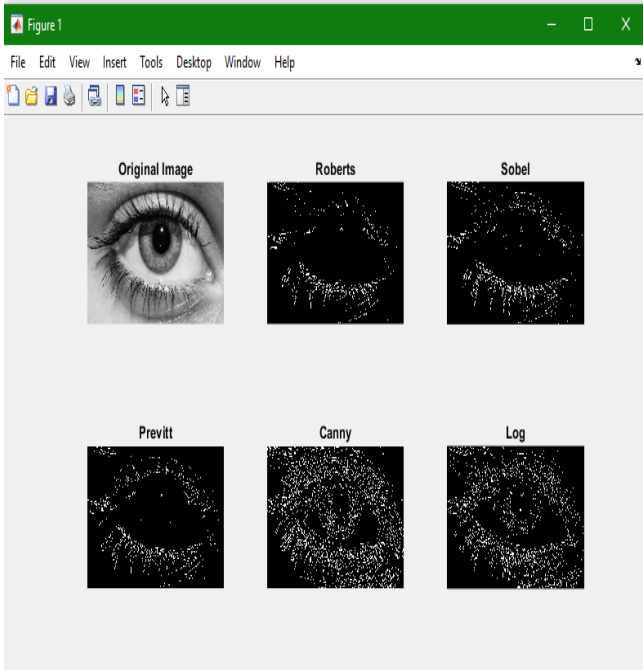 Figure 1
File Edit View Insert Tools Desktop Window Help
Original Image Roberts Sobel
Previtt Canny Log